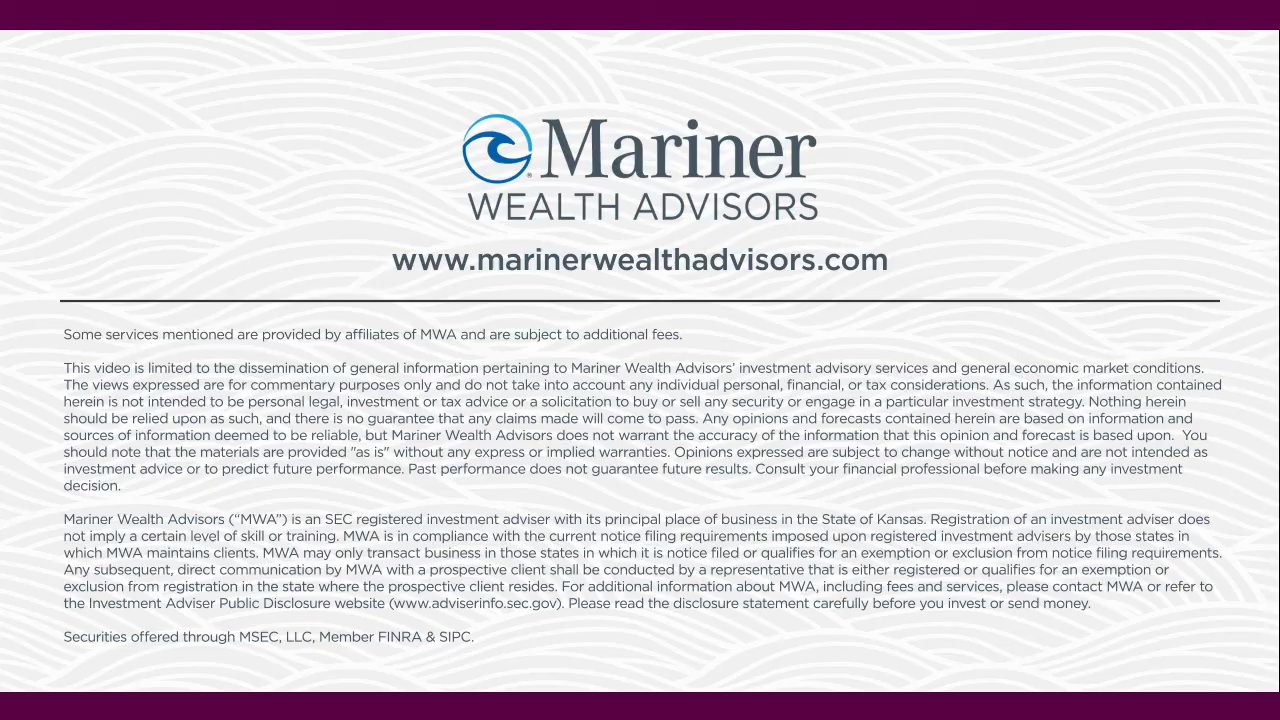 Mariner
WEALTH ADVISORS
www.marinerwealthadvisors.com
Some services mentioned are provided by affiliates of MWA and are subject to additional fees.
This video is limited to the dissemination of general information pertaining to Mariner Wealth Advisors’ investment advisory services and general economic market conditions.
The views expressed are for commentary purposes only and do not take into account any individual personal, financial, or tax considerations. As such, the information contained
herein is not intended to be personal legal, investment or tax advice or a solicitation to buy or sell any security or engage in a particular investment strategy. Nothing herein
should be relied upon as such, and there is no guarantee that any claims made will come to pass. Any opinions and forecasts contained herein are based on information and
sources of information deemed to be reliable, but Mariner Wealth Advisors does not warrant the accuracy of the information that this opinion and forecast is based upon.  You
should note that the materials are provided "as is" without any express or implied warranties. Opinions expressed are subject to change without notice and are not intended as
investment advice or to predict future performance. Past performance does not guarantee future results. Consult your financial professional before making any investment
decision.
Mariner Wealth Advisors (“MWA”) is an SEC registered investment adviser with its principal place of business in the State of Kansas. Registration of an investment adviser does
not imply a certain level of skill or training. MWA is in compliance with the current notice filing requirements imposed upon registered investment advisers by those states in
which MWA maintains clients. MWA may only transact business in those states in which it is notice filed or qualifies for an exemption or exclusion from notice filing requirements.
Any subsequent, direct communication by MWA with a prospective client shall be conducted by a representative that is either registered or qualifies for an exemption or
exclusion from registration in the state where the prospective client resides. For additional information about MWA, including fees and services, please contact MWA or refer to
the Investment Adviser Public Disclosure website (www.adviserinfo.sec.gov). Please read the disclosure statement carefully before you invest or send money.
Securities offered through MSEC, LLC, Member FINRA & SIPC.